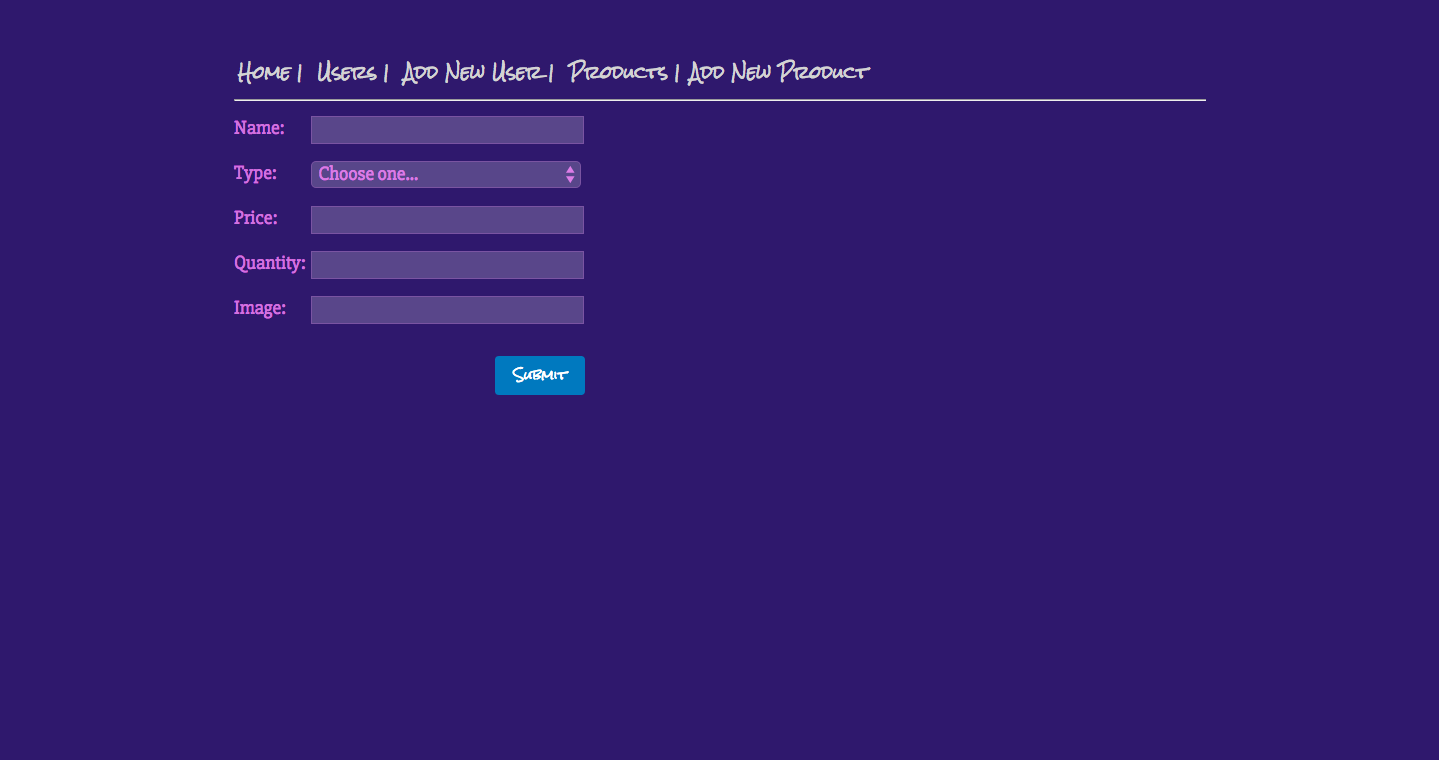 Home | Users | Add New User | Products | Add New Product
Name:
Type: Choose one...
Price:
Quantity:
Image:
Submit